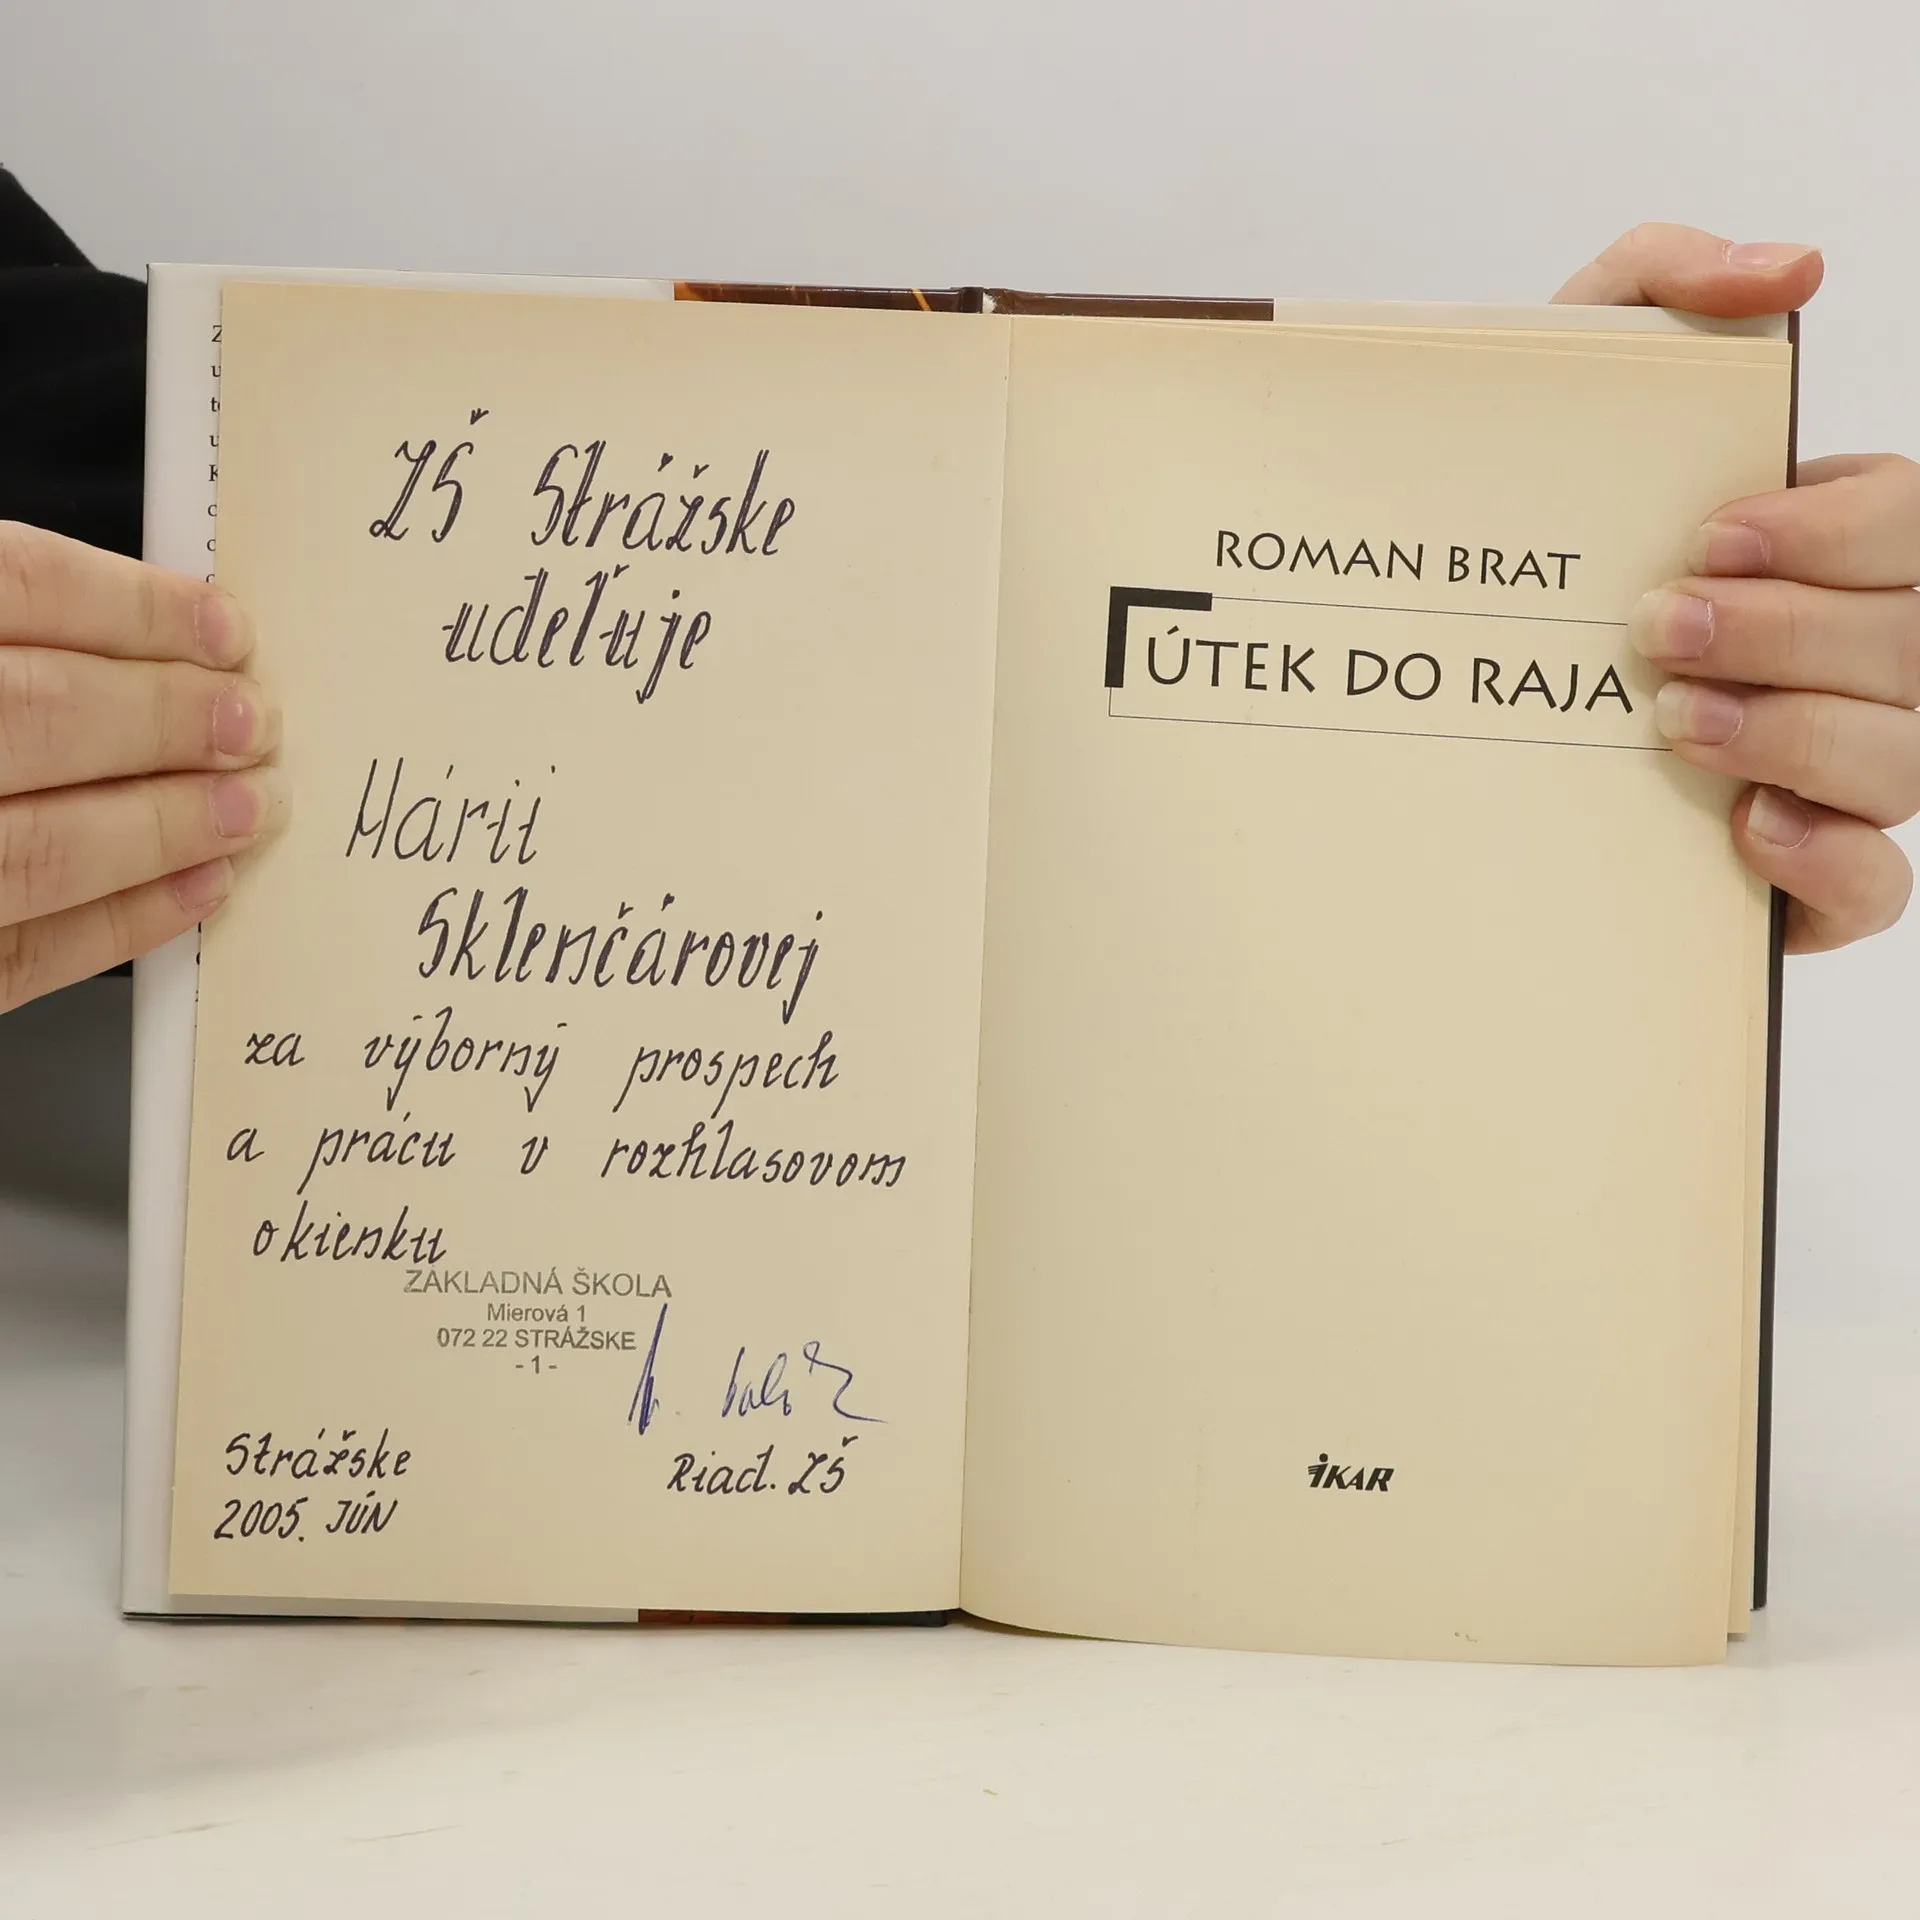 ZŠ Strážske
udeľuje
Márii
Sklenčárovej
za výborný prospech
a prácu v rozhlasovom
okienku
ZÁKLADNÁ ŠKOLA
Mierová 1
072 22 STRÁŽSKE
- 1 -
Strážske
2005. JÚN
Riad. ZŠ
ROMAN BRAT
ÚTEK DO RAJA
IKAR